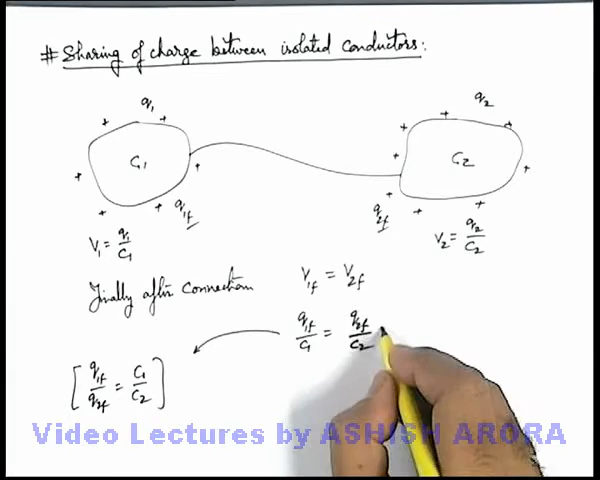 # Sharing of charge between isolated conductors:
q₁
q₂
C₁
C₂
q₁f
q₂f
V₁ = q₁/C₁
V₂ = q₂/C₂
Finally after connection
V₁f = V₂f
q₁f/C₁ = q₂f/C₂
[ q₁f/q₂f = C₁/C₂ ]
Video Lectures by ASHISH ARORA